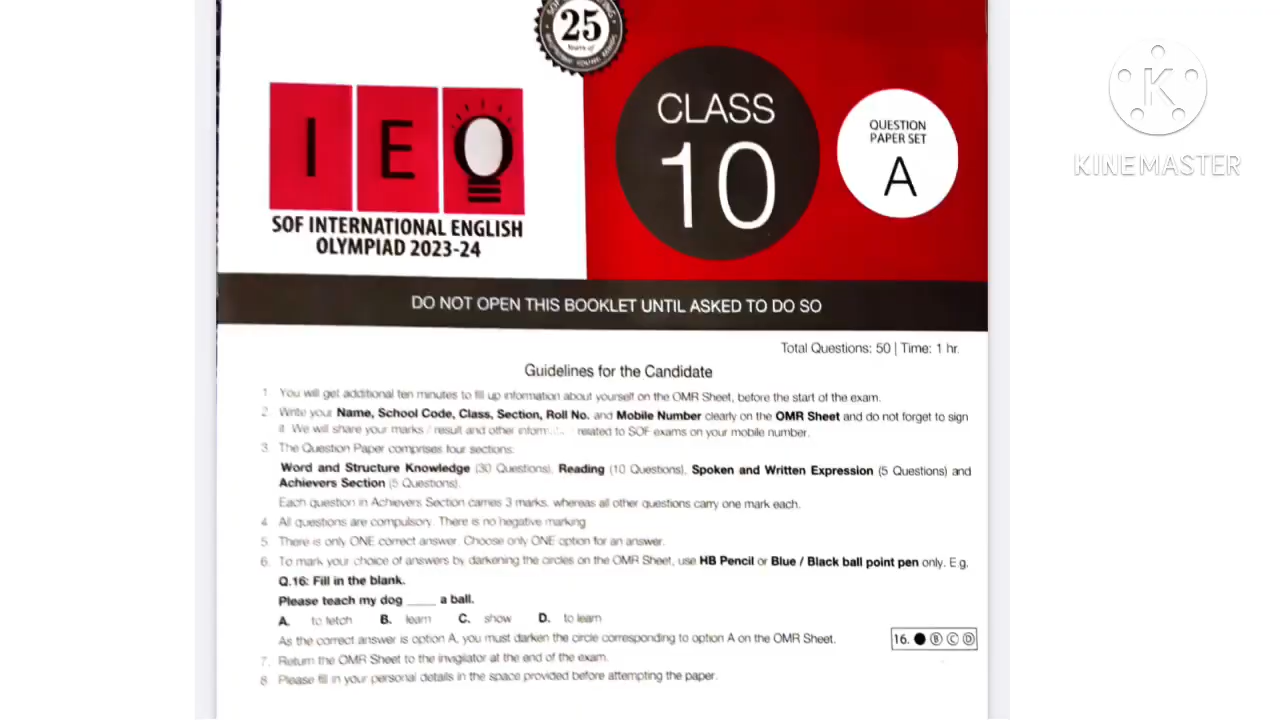 25
Years of
I E O
SOF INTERNATIONAL ENGLISH
OLYMPIAD 2023-24
CLASS
10
QUESTION
PAPER SET
A
K
KINEMASTER
DO NOT OPEN THIS BOOKLET UNTIL ASKED TO DO SO
Total Questions: 50 | Time: 1 hr.
Guidelines for the Candidate
1 You will get additional ten minutes to fill up information about yourself on the OMR Sheet, before the start of the exam.
2 Write your Name, School Code, Class, Section, Roll No. and Mobile Number clearly on the OMR Sheet and do not forget to sign
it. We will share your marks / result and other related to SOF exams on your mobile number.
3 The Question Paper comprises four sections:
Word and Structure Knowledge (30 Questions), Reading (10 Questions), Spoken and Written Expression (5 Questions) and
Achievers Section (5 Questions).
Each question in Achievers Section carries 3 marks, whereas all other questions carry one mark each.
4 All questions are compulsory. There is no negative marking
5 There is only ONE correct answer. Choose only ONE option for an answer.
6. To mark your choice of answers by darkening the circles on the OMR Sheet, use HB Pencil or Blue / Black ball point pen only. E.g.
Q.16: Fill in the blank.
Please teach my dog ____ a ball.
A. to fetch B. learn C. show D. to learn
As the correct answer is option A, you must darken the circle corresponding to option A on the OMR Sheet.
16. ● Ⓑ Ⓒ Ⓓ
7. Return the OMR Sheet to the invigilator at the end of the exam.
8 Please fill in your personal details in the space provided before attempting the paper.